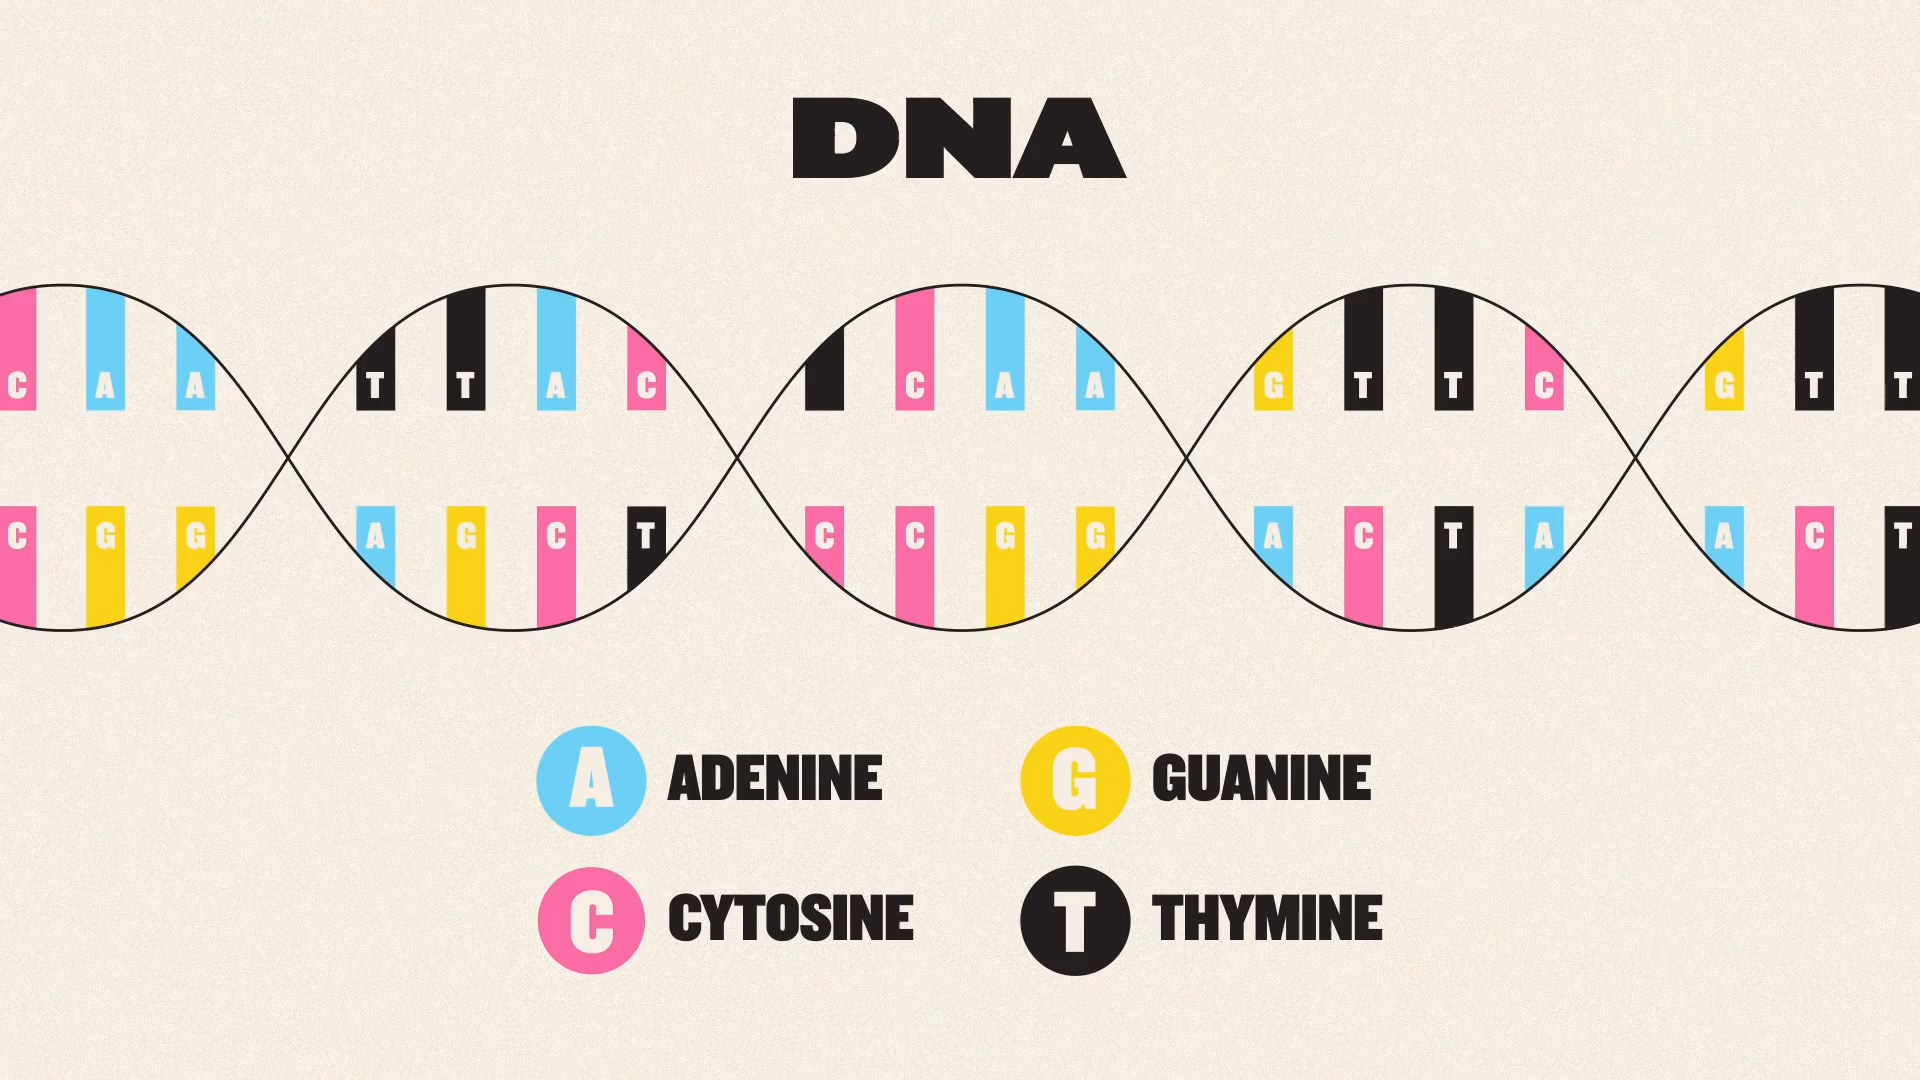 DNA
C A A T T A C C A A G T T C G T T
C G G A G C T C C G G A C T A A C T
A ADENINE G GUANINE
C CYTOSINE T THYMINE